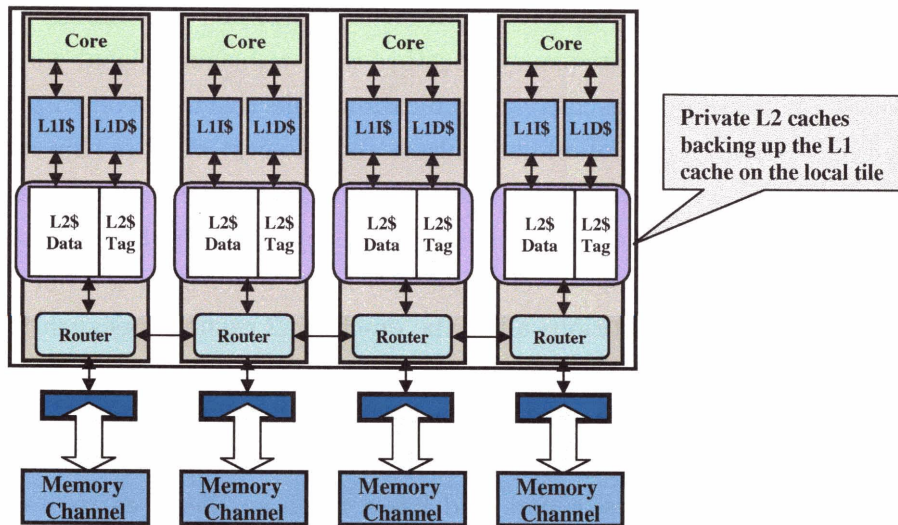 Core Core Core Core
L1I$ L1D$ L1I$ L1D$ L1I$ L1D$ L1I$ L1D$
Private L2 caches
backing up the L1
cache on the local tile
L2$ L2$ L2$ L2$ L2$ L2$ L2$ L2$
Data Tag Data Tag Data Tag Data Tag
Router Router Router Router
Memory Memory Memory Memory
Channel Channel Channel Channel